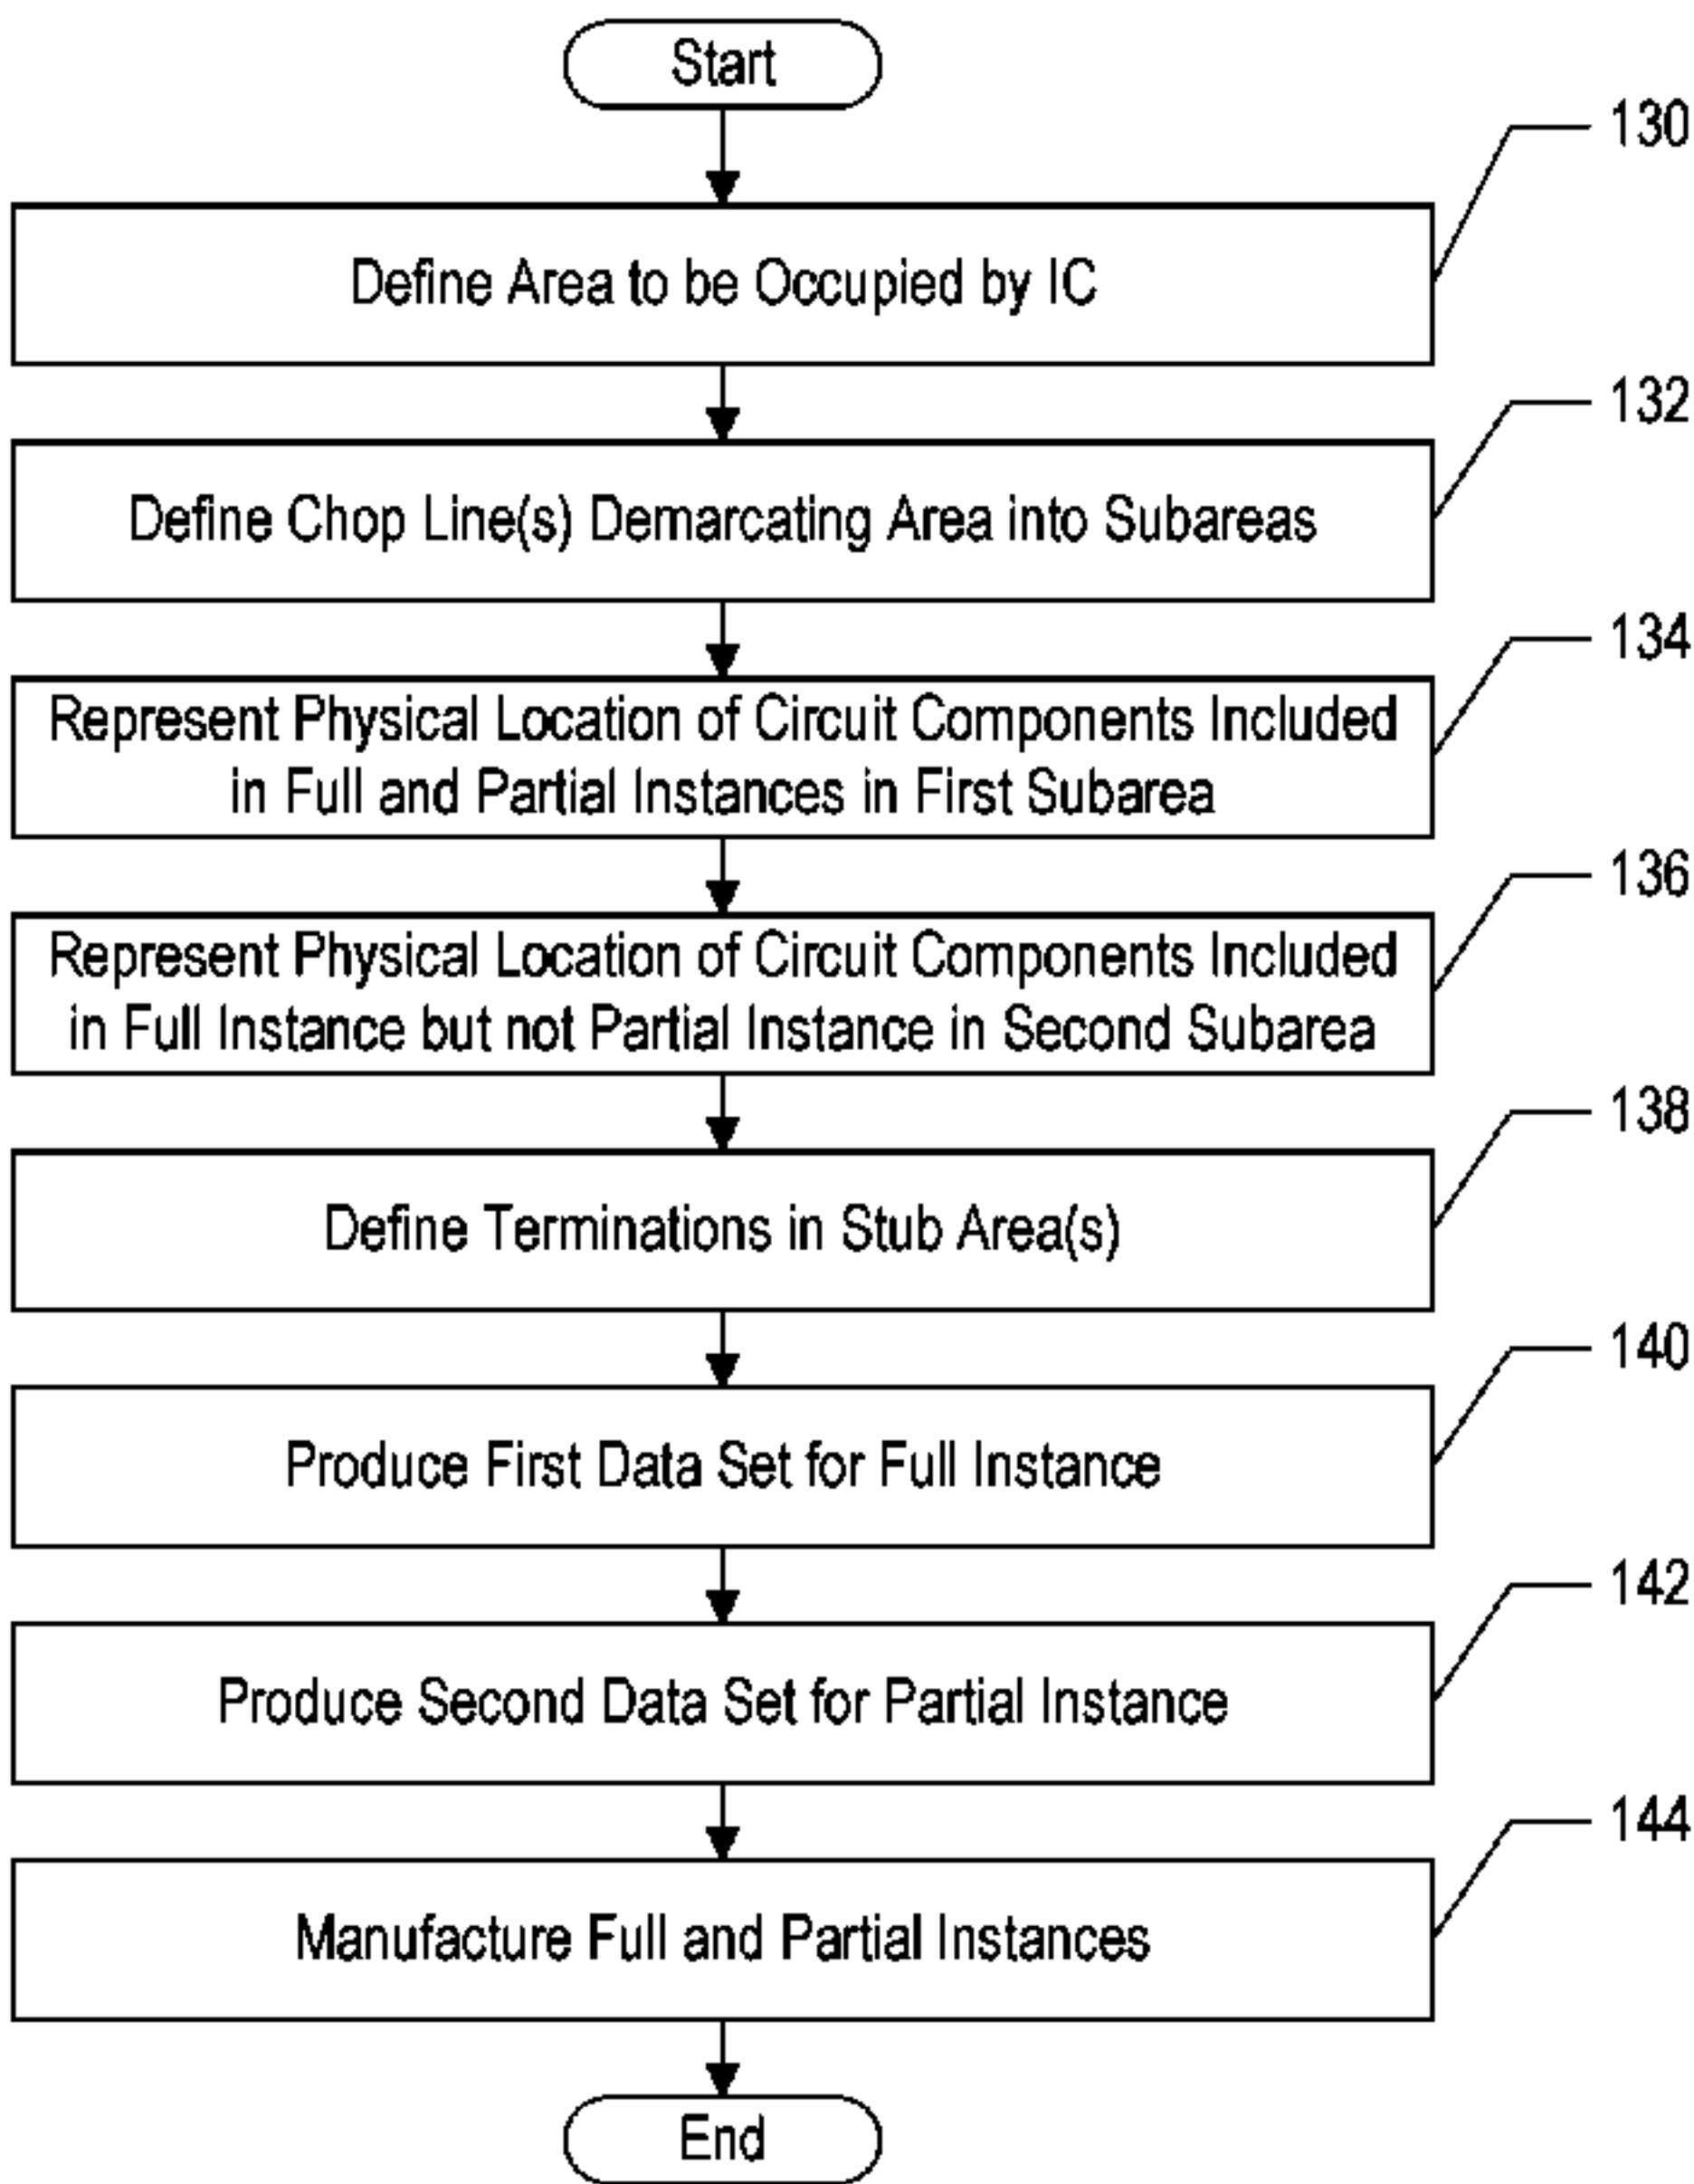 Start
130
Define Area to be Occupied by IC
132
Define Chop Line(s) Demarcating Area into Subareas
134
Represent Physical Location of Circuit Components Included
in Full and Partial Instances in First Subarea
136
Represent Physical Location of Circuit Components Included
in Full Instance but not Partial Instance in Second Subarea
138
Define Terminations in Stub Area(s)
140
Produce First Data Set for Full Instance
142
Produce Second Data Set for Partial Instance
144
Manufacture Full and Partial Instances
End